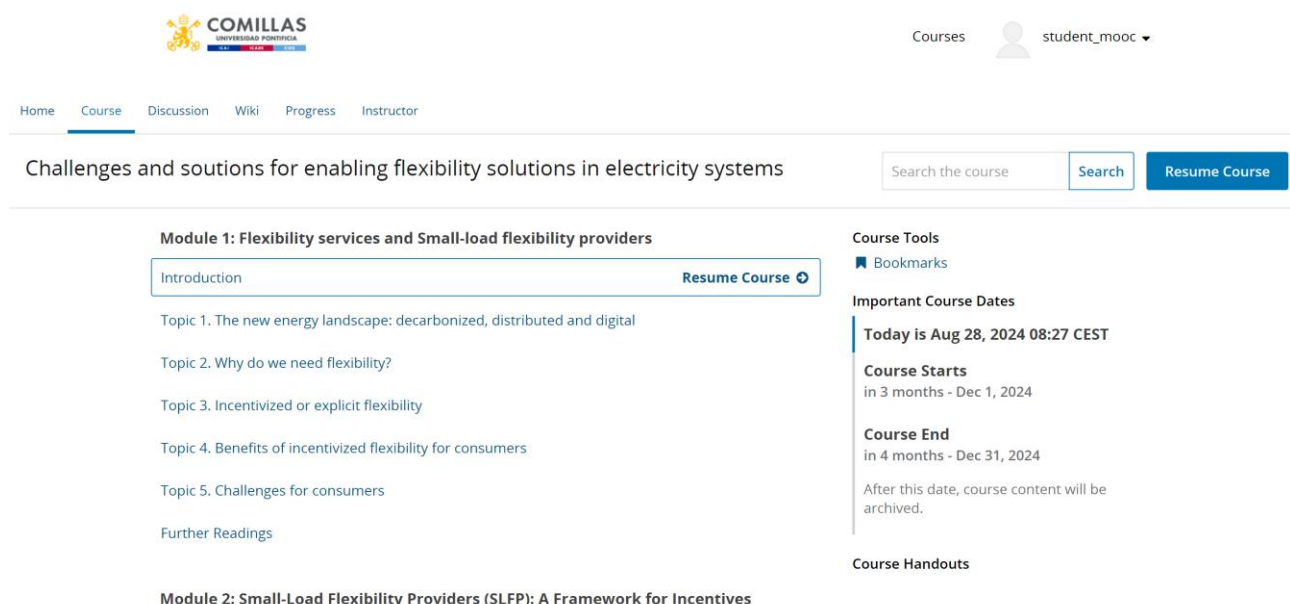 COMILLAS
UNIVERSIDAD PONTIFICIA
ICAI ICADE CIHS
Courses
student_mooc
Home Course Discussion Wiki Progress Instructor
Challenges and soutions for enabling flexibility solutions in electricity systems
Search the course
Search
Resume Course
Module 1: Flexibility services and Small-load flexibility providers
Introduction
Resume Course
Topic 1. The new energy landscape: decarbonized, distributed and digital
Topic 2. Why do we need flexibility?
Topic 3. Incentivized or explicit flexibility
Topic 4. Benefits of incentivized flexibility for consumers
Topic 5. Challenges for consumers
Further Readings
Module 2: Small-Load Flexibility Providers (SLFP): A Framework for Incentives
Course Tools
Bookmarks
Important Course Dates
Today is Aug 28, 2024 08:27 CEST
Course Starts
in 3 months - Dec 1, 2024
Course End
in 4 months - Dec 31, 2024
After this date, course content will be
archived.
Course Handouts